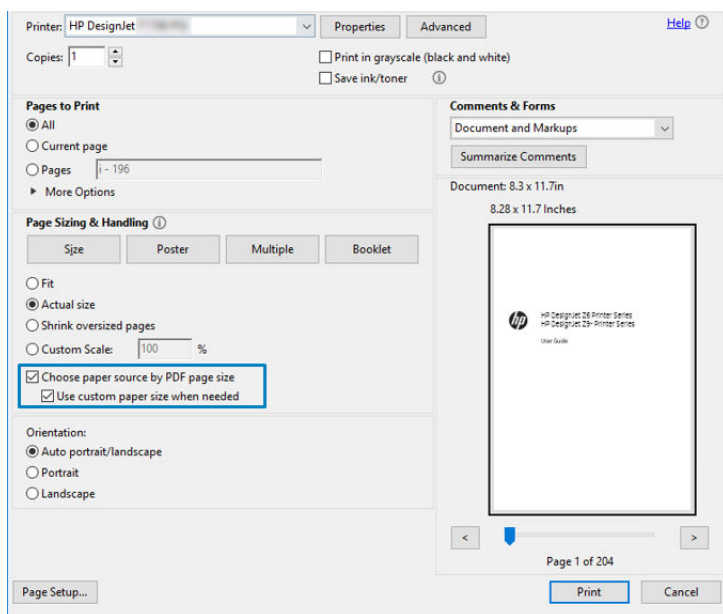 Printer: HP DesignJet Properties Advanced Help
Copies: 1 Print in grayscale (black and white)
Save ink/toner
Pages to Print
All
Current page
Pages i - 196
More Options
Page Sizing & Handling
Size Poster Multiple Booklet
Fit
Actual size
Shrink oversized pages
Custom Scale: 100 %
Choose paper source by PDF page size
Use custom paper size when needed
Orientation:
Auto portrait/landscape
Portrait
Landscape
Comments & Forms
Document and Markups
Summarize Comments
Document: 8.3 x 11.7in
8.28 x 11.7 Inches
hp
HP DesignJet Z6 Printer Series
HP DesignJet Z9+ Printer Series
User Guide
< >
Page 1 of 204
Page Setup... Print Cancel